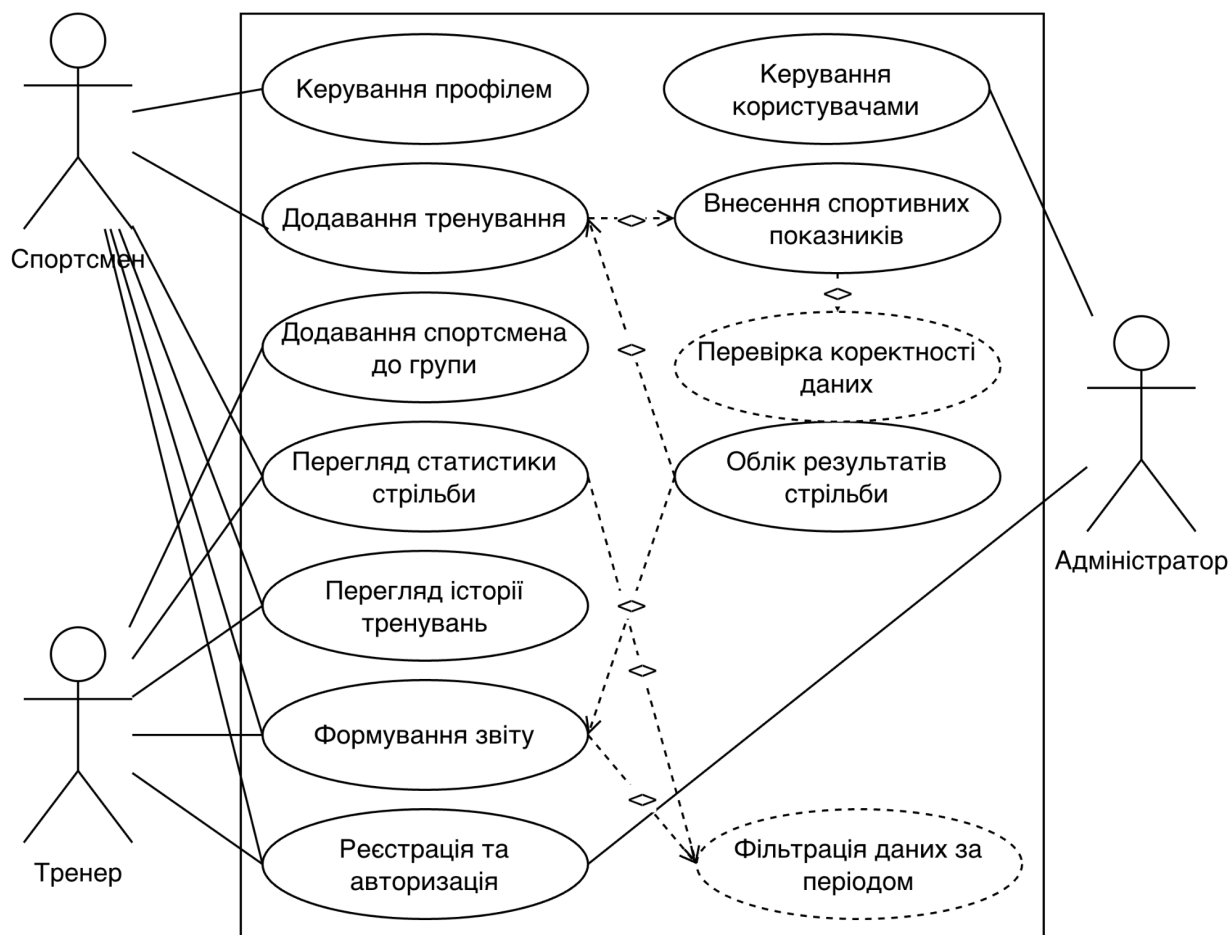 Керування профілем
Керування
користувачами
Додавання тренування
Внесення спортивних
показників
Спортсмен
Додавання спортсмена
до групи
Перевірка коректності
даних
Перегляд статистики
стрільби
Облік результатів
стрільби
Адміністратор
Перегляд історії
тренувань
Формування звіту
Тренер
Реєстрація та
авторизація
Фільтрація даних за
періодом